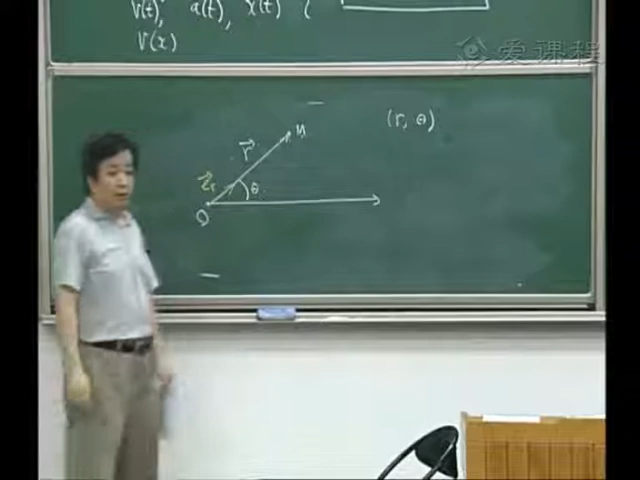 V(t), a(t), x(t) (
V(x)
爱课程
(r, θ)
M
r⃗
θ
O